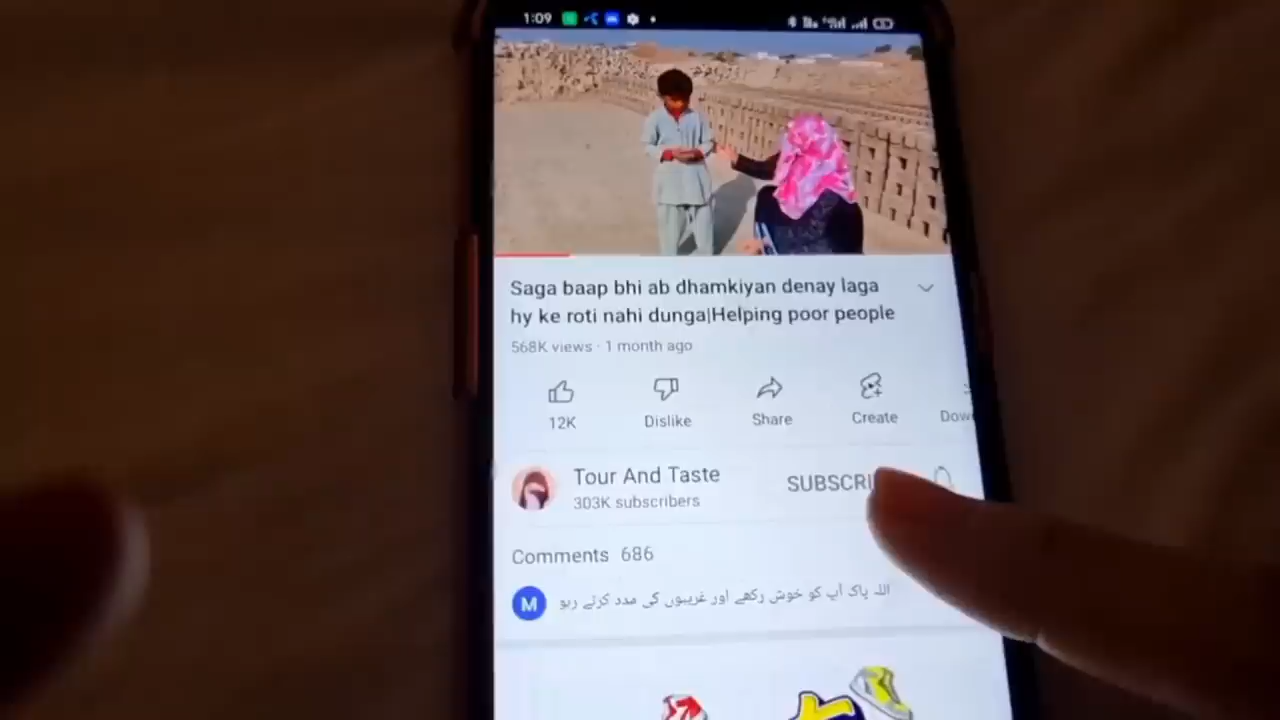 1:09
Saga baap bhi ab dhamkiyan denay laga
hy ke roti nahi dunga|Helping poor people
568K views · 1 month ago
12K
Dislike
Share
Create
Tour And Taste
303K subscribers
Comments 686
M
اللہ پاک آپ کو خوش رکھے اور غریبوں کی مدد کرتے رہو